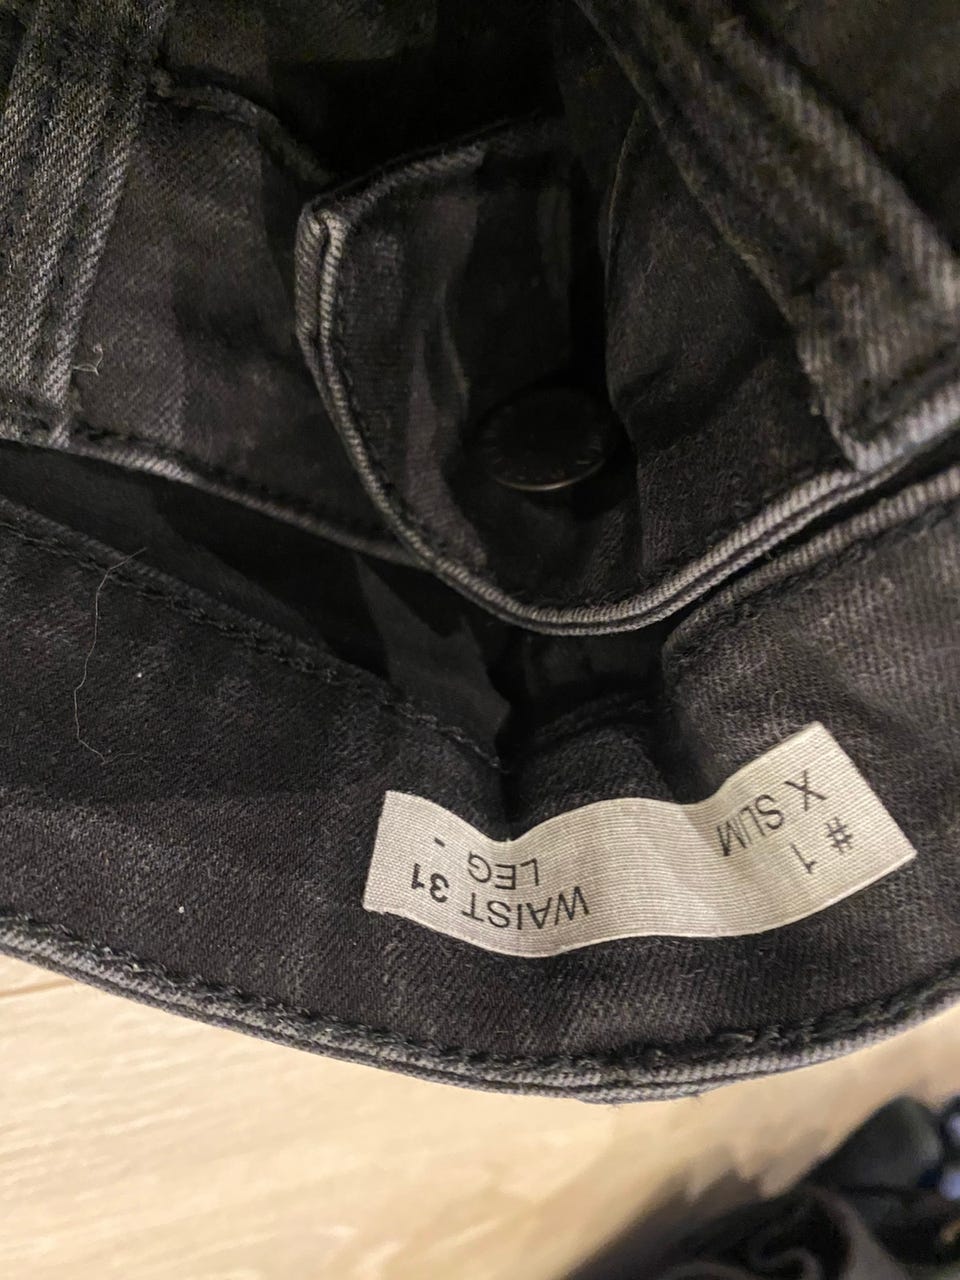 # 1
X SLIM
WAIST 31
LEG -